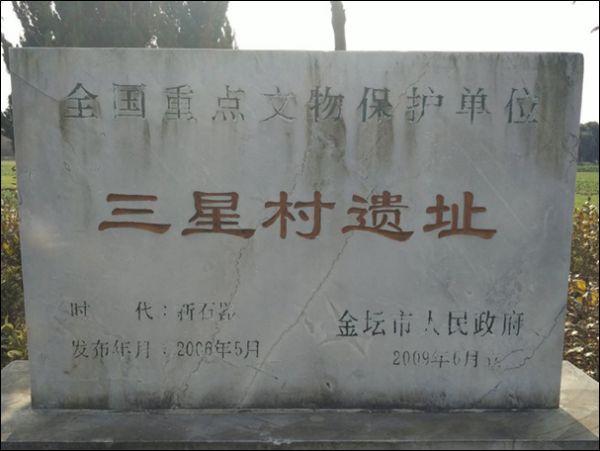 全国重点文物保护单位
三星村遗址
时 代：新石器
发布年月：2006年5月
金坛市人民政府
2009年6月立